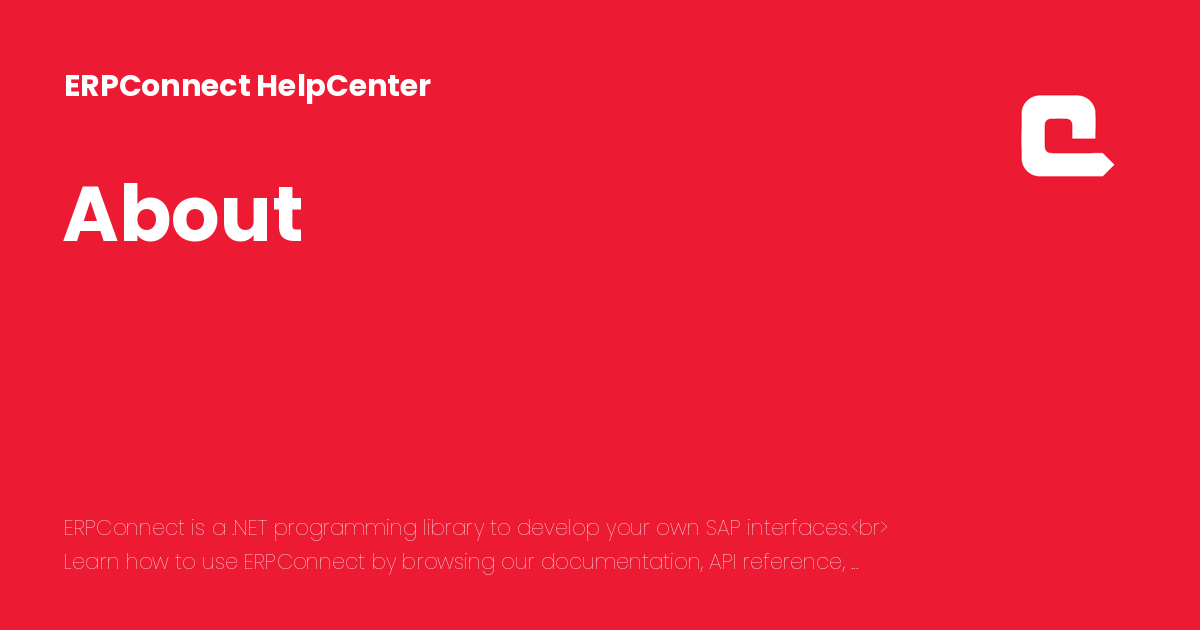 ERPConnect HelpCenter
About
ERPConnect is a .NET programming library to develop your own SAP interfaces.<br>
Learn how to use ERPConnect by browsing our documentation, API reference, ...